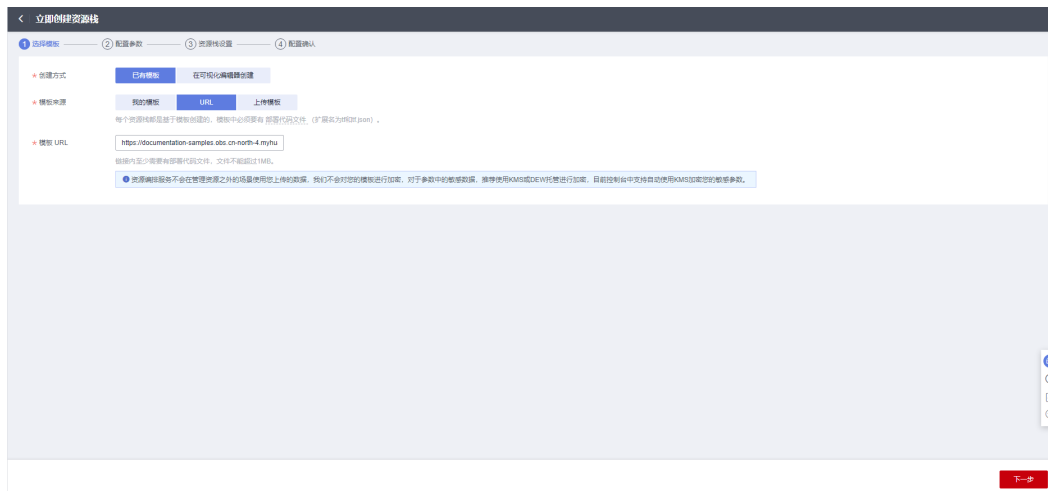 立即创建资源栈
1 选择模板 2 配置参数 3 资源栈设置 4 配置确认
* 创建方式 已有模板 在可视化编辑器创建
* 模板来源 我的模板 URL 上传模板
每个资源栈都是基于模板创建的，模板中必须要有 部署代码文件 （扩展名为tf和tf.json）。
* 模板 URL https://documentation-samples.obs.cn-north-4.myhu
链接内至少需要有部署代码文件，文件不能超过1MB。
资源编排服务不会在管理资源之外的场景使用您上传的数据，我们不会对您的模板进行加密，对于参数中的敏感数据，推荐使用KMS或DEW托管进行加密，目前控制台中支持自动使用KMS加密您的敏感参数。
下一步